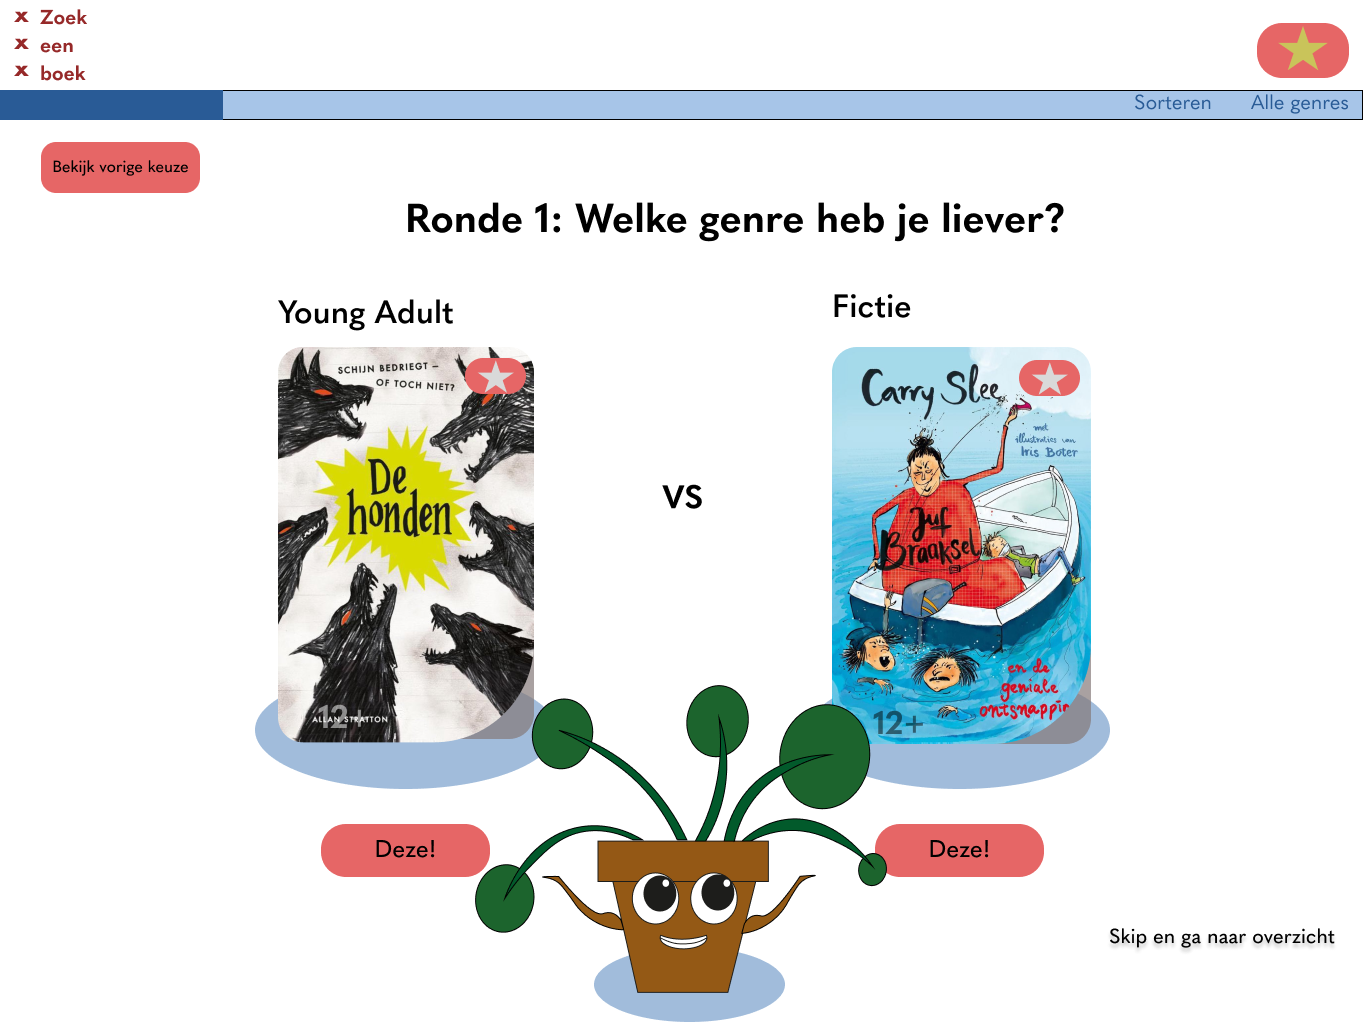 x Zoek
x een
x boek
Sorteren
Alle genres
Bekijk vorige keuze
Ronde 1: Welke genre heb je liever?
Young Adult
SCHIJN BEDRIEGT –
OF TOCH NIET?
De
honden
12+
ALLAN STRATTON
VS
Fictie
Carry Slee
met
illustraties van
Iris Boter
Juf
Braaksel
en de
geniale
ontsnappin
12+
Deze!
Deze!
Skip en ga naar overzicht